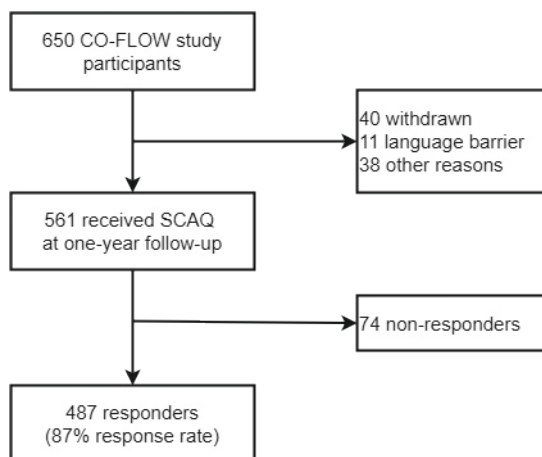 650 CO-FLOW study
participants
40 withdrawn
11 language barrier
38 other reasons
561 received SCAQ
at one-year follow-up
74 non-responders
487 responders
(87% response rate)